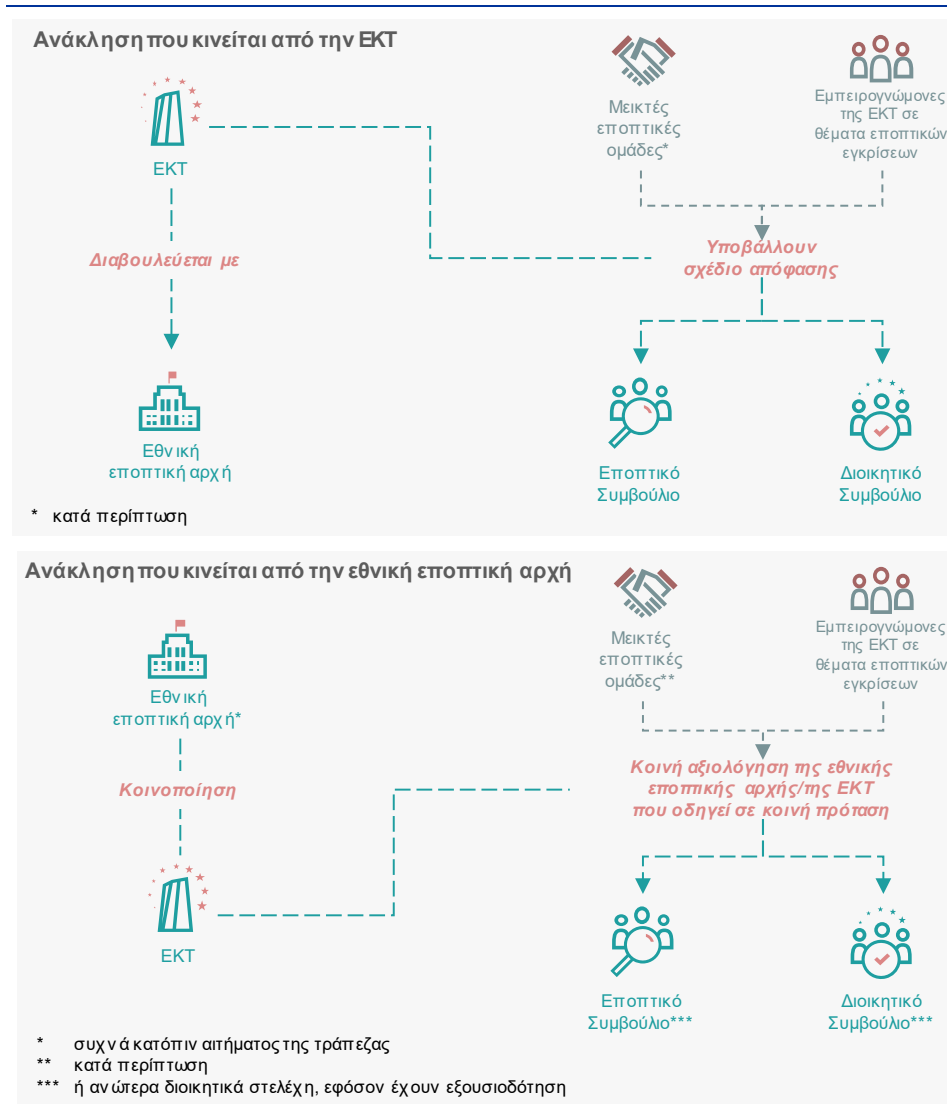 Ανάκληση που κινείται από την ΕΚΤ
ΕΚΤ
Διαβουλεύεται με
Εθνική
εποπτική αρχή
Μεικτές
εποπτικές
ομάδες*
Εμπειρογνώμονες
της ΕΚΤ σε
θέματα εποπτικών
εγκρίσεων
Υποβάλλουν
σχέδιο απόφασης
Εποπτικό
Συμβούλιο
Διοικητικό
Συμβούλιο
* κατά περίπτωση
Ανάκληση που κινείται από την εθνική εποπτική αρχή
Εθνική
εποπτική αρχή*
Κοινοποίηση
ΕΚΤ
Μεικτές
εποπτικές
ομάδες**
Εμπειρογνώμονες
της ΕΚΤ σε
θέματα εποπτικών
εγκρίσεων
Κοινή αξιολόγηση της εθνικής
εποπτικής αρχής/της ΕΚΤ
που οδηγεί σε κοινή πρόταση
Εποπτικό
Συμβούλιο***
Διοικητικό
Συμβούλιο***
* συχνά κατόπιν αιτήματος της τράπεζας
** κατά περίπτωση
*** ή ανώτερα διοικητικά στελέχη, εφόσον έχουν εξουσιοδότηση